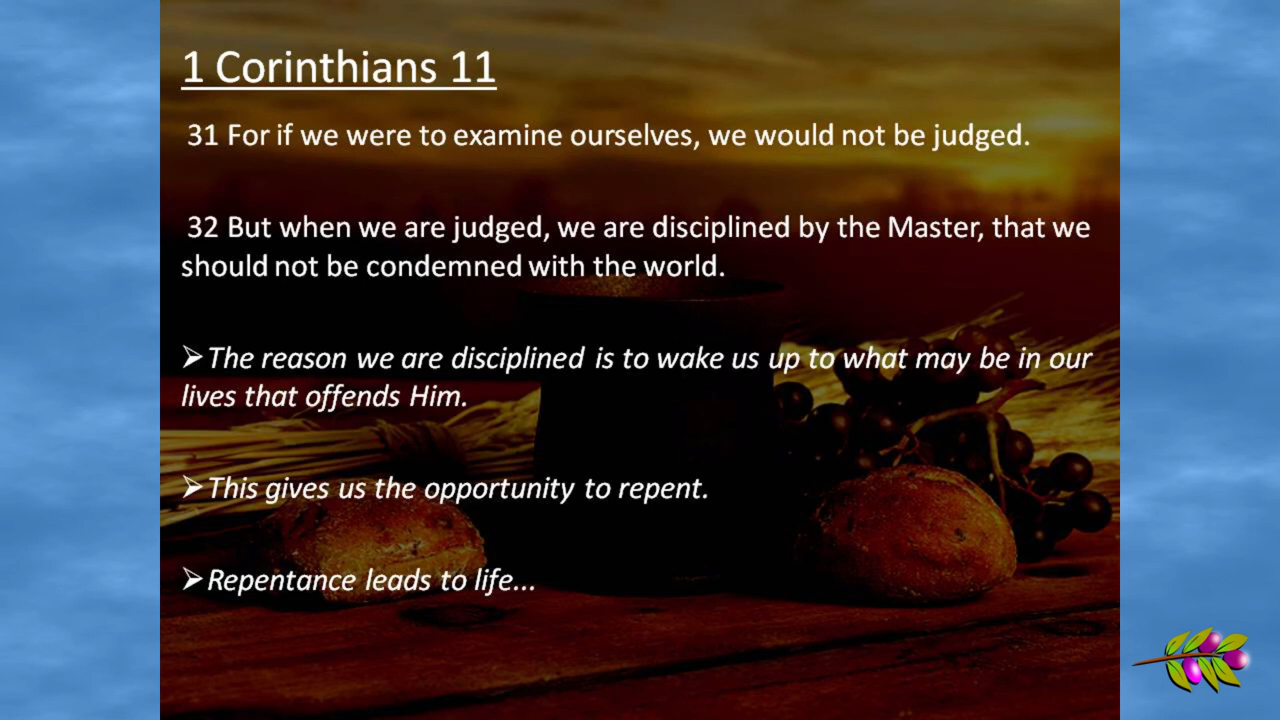 1 Corinthians 11
31 For if we were to examine ourselves, we would not be judged.
32 But when we are judged, we are disciplined by the Master, that we
should not be condemned with the world.
➢The reason we are disciplined is to wake us up to what may be in our
lives that offends Him.
➢This gives us the opportunity to repent.
➢Repentance leads to life...